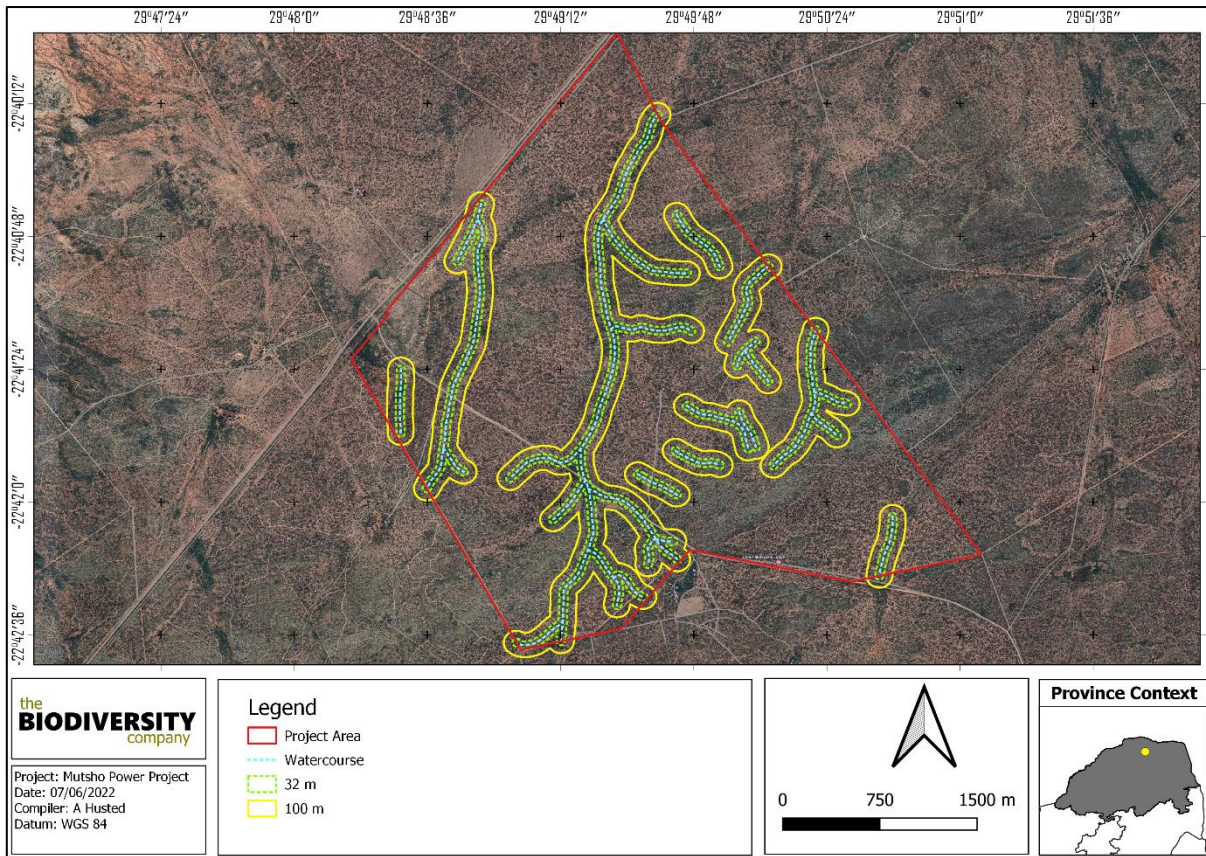 29°47'24" 29°48'0" 29°48'36" 29°49'12" 29°49'48" 29°50'24" 29°51'0" 29°51'36"
-22°40'12"
-22°40'48"
-22°41'24"
-22°42'0"
-22°42'36"
the
BIODIVERSITY
company
Project: Mutsho Power Project
Date: 07/06/2022
Compiler: A Husted
Datum: WGS 84
Legend
Project Area
Watercourse
32 m
100 m
0 750 1500 m
Province Context